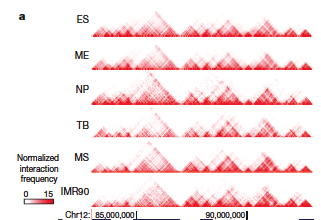 a
ES
ME
NP
TB
MS
IMR90
Normalized
interaction
frequency
0 15
Chr12: 85,000,000 90,000,000